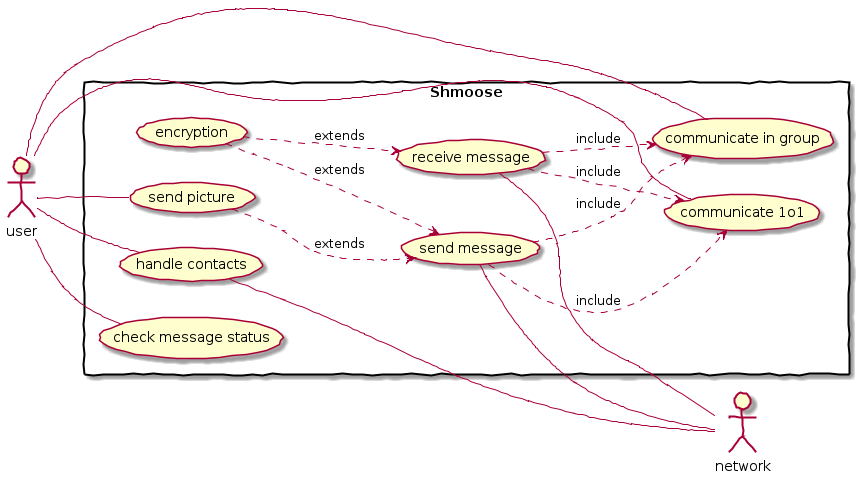 Shmoose
encryption
extends
receive message
include
communicate in group
extends
include
send picture
include
communicate 1o1
user
extends
send message
handle contacts
include
check message status
network